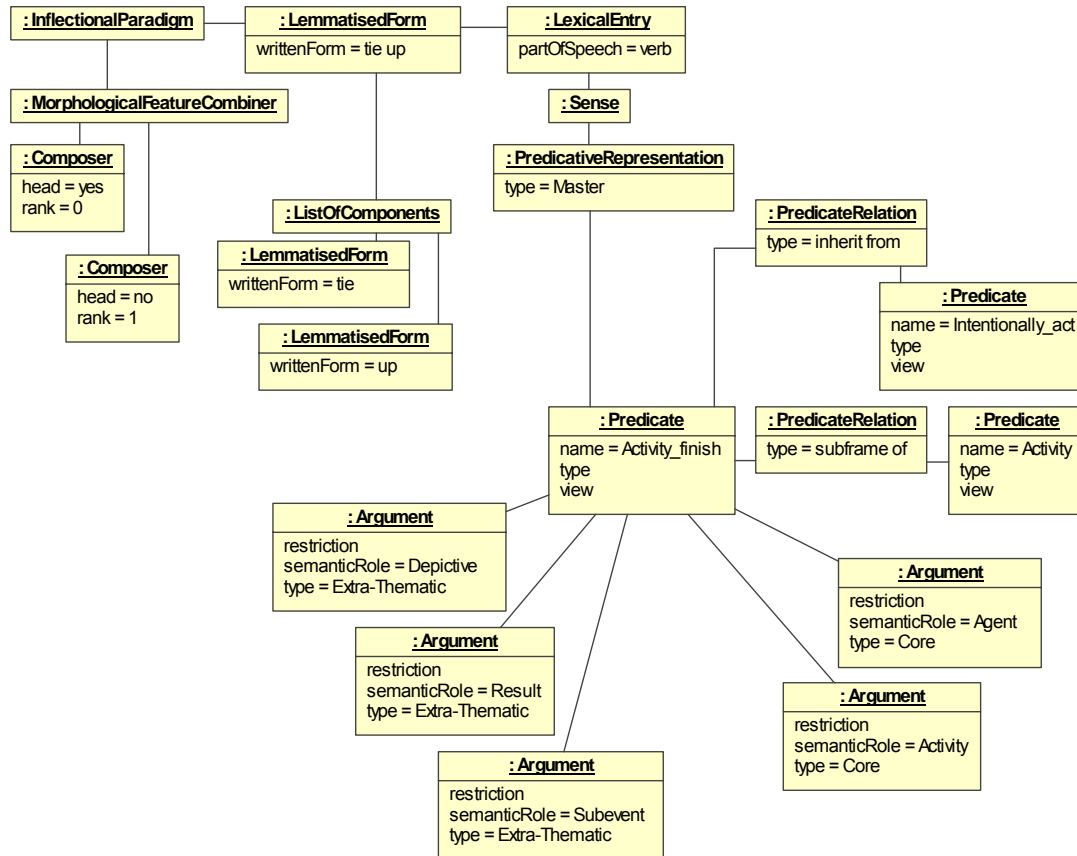 : InflectionalParadigm
: LemmatisedForm
writtenForm = tie up
: LexicalEntry
partOfSpeech = verb
: MorphologicalFeatureCombiner
: Sense
: Composer
head = yes
rank = 0
: PredicativeRepresentation
type = Master
: ListOfComponents
: PredicateRelation
type = inherit from
: LemmatisedForm
writtenForm = tie
: Composer
head = no
rank = 1
: Predicate
name = Intentionally_act
type
view
: LemmatisedForm
writtenForm = up
: Predicate
name = Activity_finish
type
view
: PredicateRelation
type = subframe of
: Predicate
name = Activity
type
view
: Argument
restriction
semanticRole = Depictive
type = Extra-Thematic
: Argument
restriction
semanticRole = Agent
type = Core
: Argument
restriction
semanticRole = Result
type = Extra-Thematic
: Argument
restriction
semanticRole = Activity
type = Core
: Argument
restriction
semanticRole = Subevent
type = Extra-Thematic